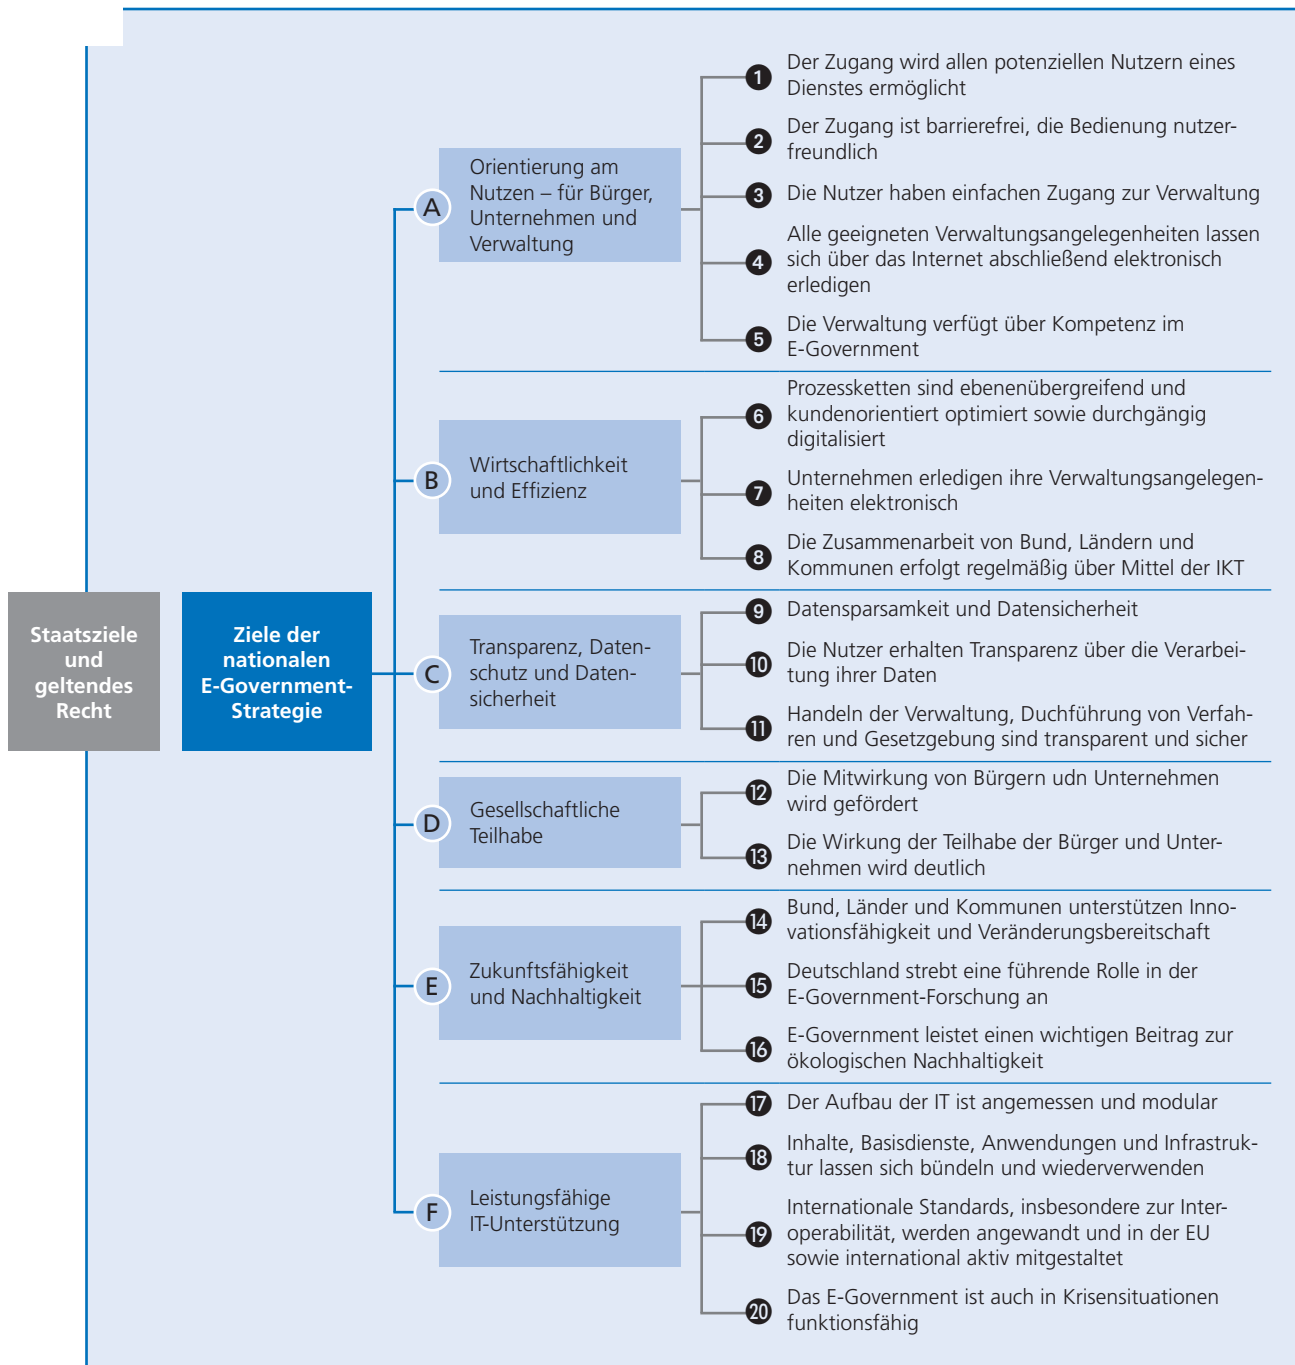 Staatsziele
und
geltendes
Recht
Ziele der
nationalen
E-Government-
Strategie
A
Orientierung am
Nutzen – für Bürger,
Unternehmen und
Verwaltung
1
Der Zugang wird allen potenziellen Nutzern eines
Dienstes ermöglicht
2
Der Zugang ist barrierefrei, die Bedienung nutzer-
freundlich
3
Die Nutzer haben einfachen Zugang zur Verwaltung
4
Alle geeigneten Verwaltungsangelegenheiten lassen
sich über das Internet abschließend elektronisch
erledigen
5
Die Verwaltung verfügt über Kompetenz im
E-Government
B
Wirtschaftlichkeit
und Effizienz
6
Prozessketten sind ebenenübergreifend und
kundenorientiert optimiert sowie durchgängig
digitalisiert
7
Unternehmen erledigen ihre Verwaltungsangelegen-
heiten elektronisch
8
Die Zusammenarbeit von Bund, Ländern und
Kommunen erfolgt regelmäßig über Mittel der IKT
C
Transparenz, Daten-
schutz und Daten-
sicherheit
9
Datensparsamkeit und Datensicherheit
10
Die Nutzer erhalten Transparenz über die Verarbei-
tung ihrer Daten
11
Handeln der Verwaltung, Duchführung von Verfah-
ren und Gesetzgebung sind transparent und sicher
D
Gesellschaftliche
Teilhabe
12
Die Mitwirkung von Bürgern udn Unternehmen
wird gefördert
13
Die Wirkung der Teilhabe der Bürger und Unter-
nehmen wird deutlich
E
Zukunftsfähigkeit
und Nachhaltigkeit
14
Bund, Länder und Kommunen unterstützen Inno-
vationsfähigkeit und Veränderungsbereitschaft
15
Deutschland strebt eine führende Rolle in der
E-Government-Forschung an
16
E-Government leistet einen wichtigen Beitrag zur
ökologischen Nachhaltigkeit
F
Leistungsfähige
IT-Unterstützung
17
Der Aufbau der IT ist angemessen und modular
18
Inhalte, Basisdienste, Anwendungen und Infrastruk-
tur lassen sich bündeln und wiederverwenden
19
Internationale Standards, insbesondere zur Inter-
operabilität, werden angewandt und in der EU
sowie international aktiv mitgestaltet
20
Das E-Government ist auch in Krisensituationen
funktionsfähig